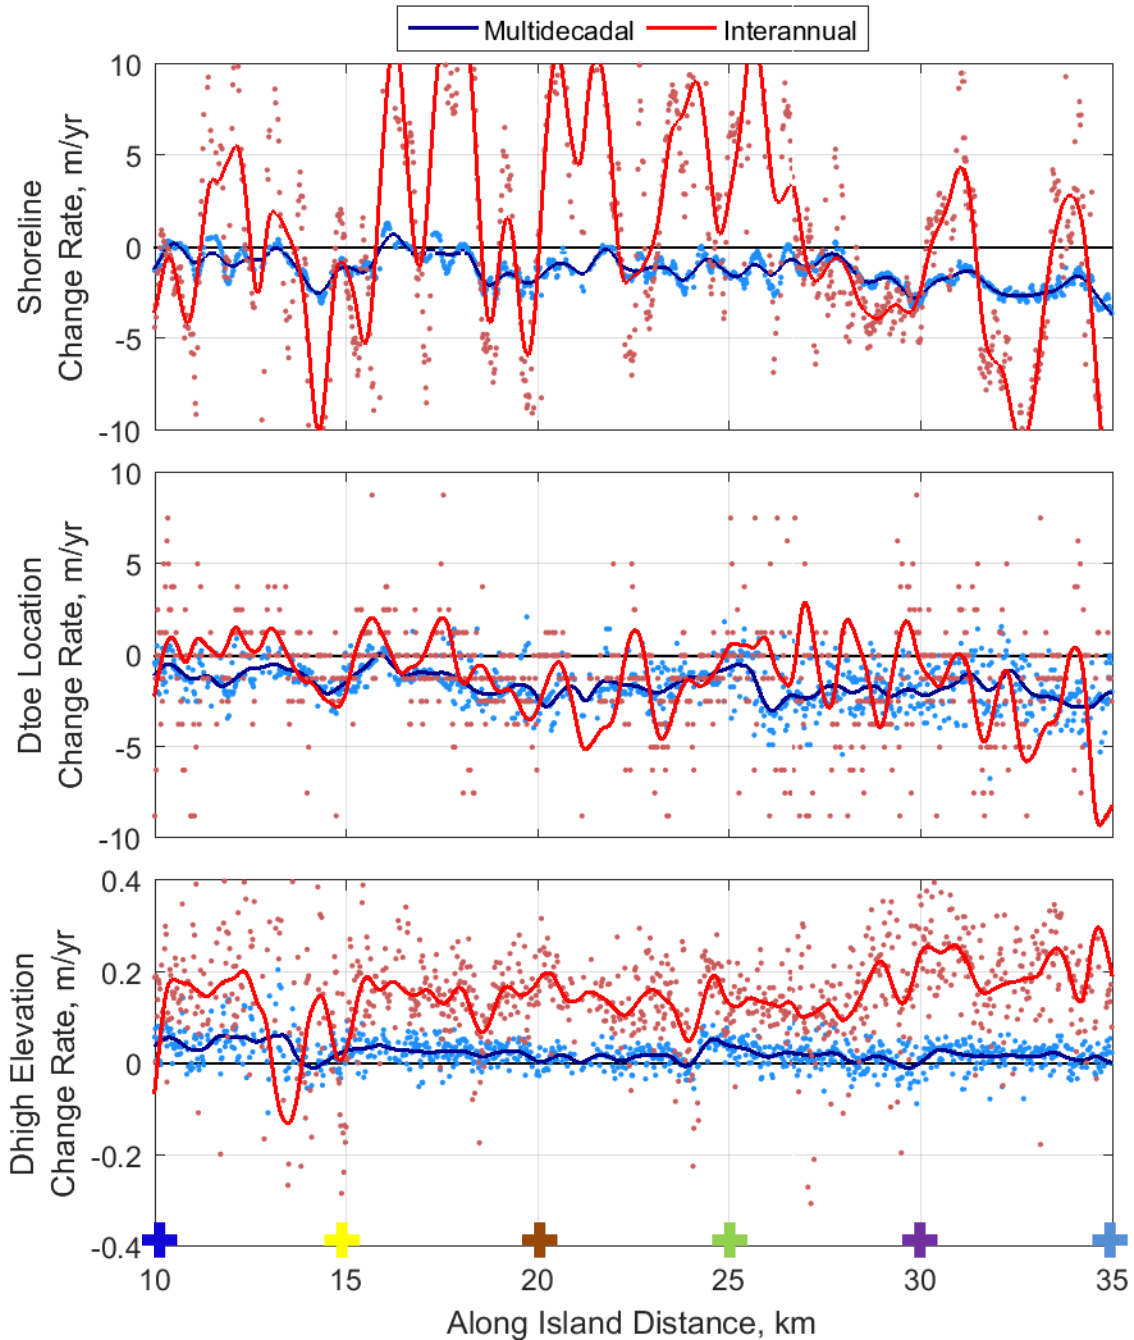 Multidecadal Interannual
10
5
0
-5
-10
Shoreline
Change Rate, m/yr
10
5
0
-5
-10
Dtoe Location
Change Rate, m/yr
0.4
0.2
0
-0.2
-0.4
Dhigh Elevation
Change Rate, m/yr
10 15 20 25 30 35
Along Island Distance, km